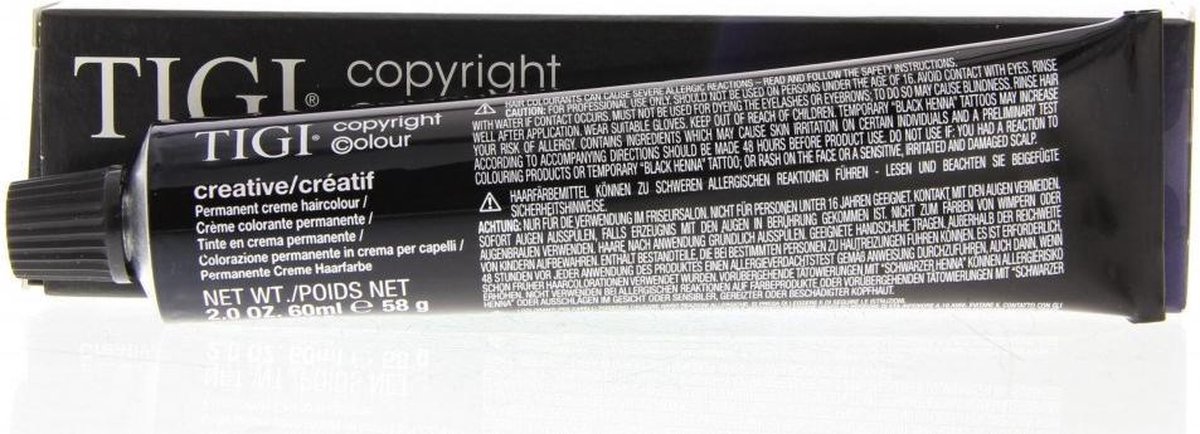 TIGI® copyright
TIGI® copyright
©olour
creative/créatif
Permanent creme haircolour /
Crème colorante permanente /
Tinte en crema permanente /
Colorazione permanente in crema per capelli /
Permanente Creme Haarfarbe
NET WT./POIDS NET
2.0 OZ. 60ml e 58 g
HAIR COLOURANTS CAN CAUSE SEVERE ALLERGIC REACTIONS – READ AND FOLLOW THE SAFETY INSTRUCTIONS.
CAUTION: FOR PROFESSIONAL USE ONLY. SHOULD NOT BE USED ON PERSONS UNDER THE AGE OF 16. AVOID CONTACT WITH EYES. RINSE HAIR
WITH WATER IF CONTACT OCCURS. MUST NOT BE USED FOR DYEING THE EYELASHES OR EYEBROWS; TO DO SO MAY CAUSE BLINDNESS. RINSE HAIR
WELL AFTER APPLICATION. WEAR SUITABLE GLOVES. KEEP OUT OF REACH OF CHILDREN. TEMPORARY "BLACK HENNA" TATTOOS MAY INCREASE
YOUR RISK OF ALLERGY. CONTAINS INGREDIENTS WHICH MAY CAUSE SKIN IRRITATION ON CERTAIN INDIVIDUALS AND A PRELIMINARY TEST
ACCORDING TO ACCOMPANYING DIRECTIONS SHOULD BE MADE 48 HOURS BEFORE PRODUCT USE. DO NOT USE IF: YOU HAD A REACTION TO
COLOURING PRODUCTS OR TEMPORARY "BLACK HENNA" TATTOO; OR RASH ON THE FACE OR A SENSITIVE, IRRITATED AND DAMAGED SCALP.
HAARFÄRBEMITTEL KÖNNEN ZU SCHWEREN ALLERGISCHEN REAKTIONEN FÜHREN - LESEN UND BEACHTEN SIE BEIGEFÜGTE
SICHERHEITSHINWEISE.
ACHTUNG: NUR FÜR DIE VERWENDUNG IM FRISEURSALON. NICHT FÜR PERSONEN UNTER 16 JAHREN GEEIGNET. KONTAKT MIT DEN AUGEN VERMEIDEN.
SOFORT AUGEN AUSSPÜLEN, FALLS ERZEUGNIS MIT DEN AUGEN IN BERÜHRUNG GEKOMMEN IST. NICHT ZUM FÄRBEN VON WIMPERN ODER
AUGENBRAUEN VERWENDEN. HAARE NACH ANWENDUNG GRÜNDLICH AUSSPÜLEN. GEEIGNETE HANDSCHUHE TRAGEN. AUßERHALB DER REICHWEITE
VON KINDERN AUFBEWAHREN. ENTHÄLT BESTANDTEILE, DIE BEI BESTIMMTEN PERSONEN ZU HAUTREIZUNGEN FÜHREN KÖNNEN. ES IST ERFORDERLICH,
48 STUNDEN VOR JEDER ANWENDUNG DES PRODUKTES EINEN ALLERGIEVERDACHTSTEST GEMÄß ANWEISUNG DURCHZUFÜHREN, AUCH DANN, WENN
SCHON FRÜHER HAARCOLORATIONEN VERWENDET WURDEN. VORÜBERGEHENDE TÄTOWIERUNGEN MIT "SCHWARZER HENNA" KÖNNEN ALLERGIERISIKO
ERHÖHEN. NICHT VERWENDEN BEI ALLERGISCHEN REAKTIONEN AUF FÄRBEPRODUKTE ODER VORÜBERGEHENDEN TÄTOWIERUNGEN MIT "SCHWARZER
HENNA" ODER AUSSCHLÄGEN IM GESICHT ODER SENSIBLER, GEREIZTER ODER BESCHÄDIGTER KOPFHAUT.